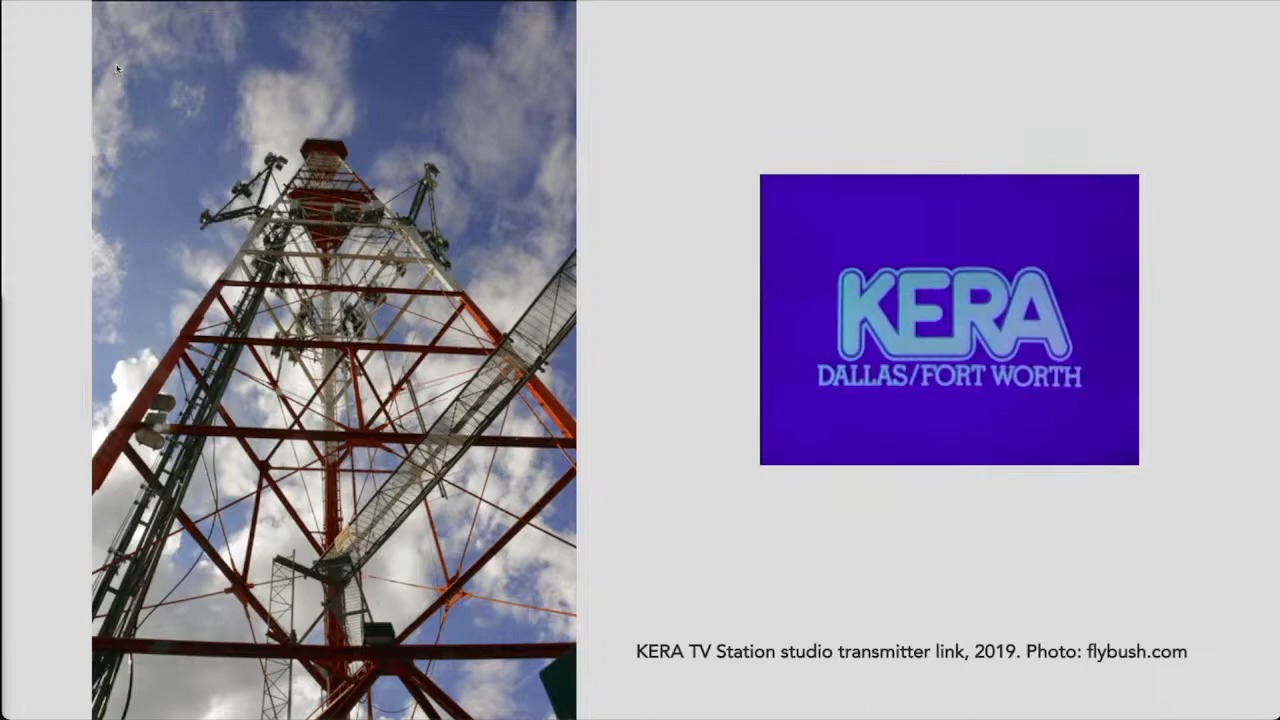 KERA
DALLAS/FORT WORTH
KERA TV Station studio transmitter link, 2019. Photo: flybush.com